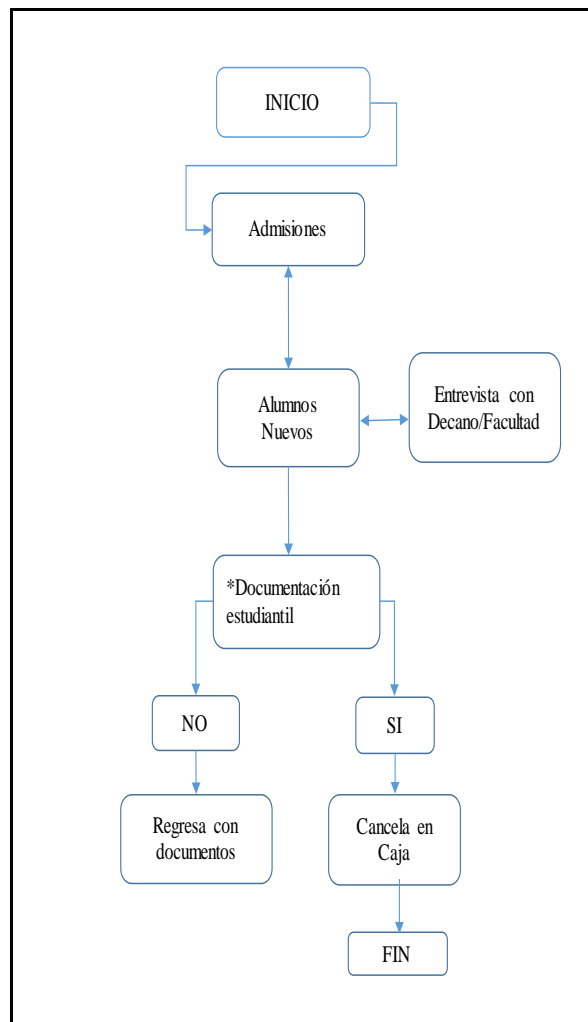 INICIO
Admisiones
Alumnos
Nuevos
Entrevista con
Decano/Facultad
*Documentación
estudiantil
NO
SI
Regresa con
documentos
Cancela en
Caja
FIN